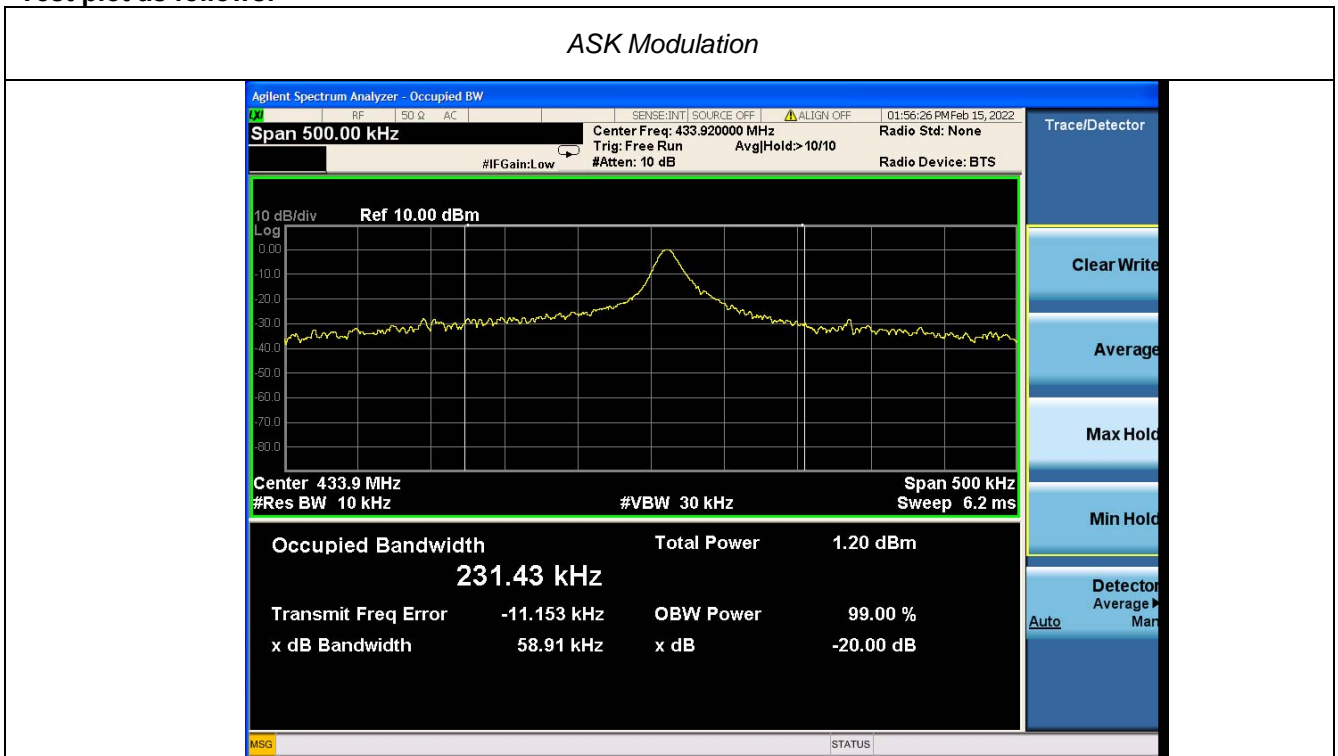 ASK Modulation
Agilent Spectrum Analyzer - Occupied BW
LXI RF 50 Ω AC SENSE:INT SOURCE OFF ALIGN OFF 01:56:26 PM Feb 15, 2022
Span 500.00 kHz Center Freq: 433.920000 MHz Radio Std: None
Trig: Free Run Avg|Hold:> 10/10
#IFGain:Low #Atten: 10 dB Radio Device: BTS
10 dB/div Ref 10.00 dBm
Log
0.00
-10.0
-20.0
-30.0
-40.0
-50.0
-60.0
-70.0
-80.0
Center 433.9 MHz Span 500 kHz
#Res BW 10 kHz #VBW 30 kHz Sweep 6.2 ms
Occupied Bandwidth Total Power 1.20 dBm
231.43 kHz
Transmit Freq Error -11.153 kHz OBW Power 99.00 %
x dB Bandwidth 58.91 kHz x dB -20.00 dB
MSG STATUS
Trace/Detector
Clear Write
Average
Max Hold
Min Hold
Detector
Average
Auto Man